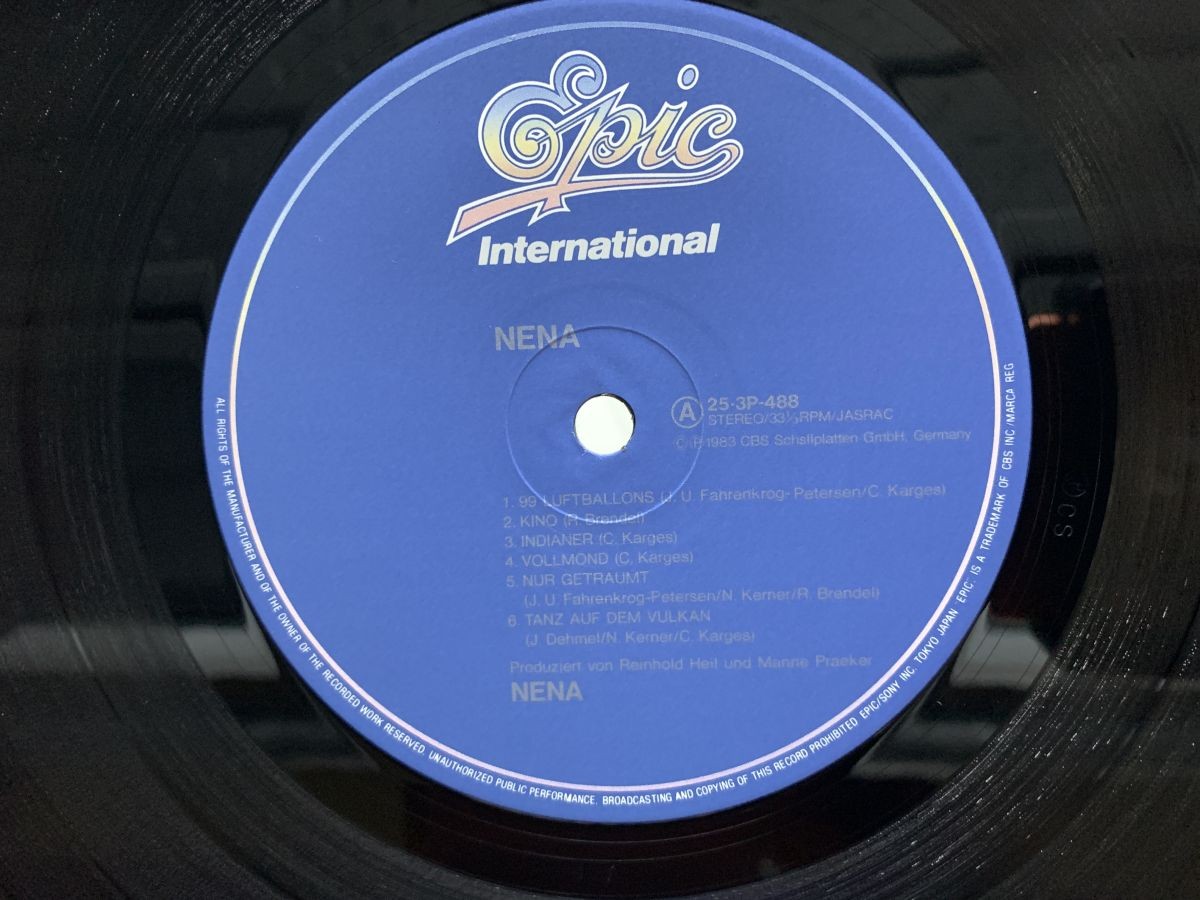 Epic
International
NENA
A 25·3P-488
STEREO/33⅓RPM/JASRAC
Ⓒ Ⓟ 1983 CBS Schallplatten GmbH, Germany
1. 99 LUFTBALLONS (J. U. Fahrenkrog-Petersen/C. Karges)
2. KINO (R. Brendel)
3. INDIANER (C. Karges)
4. VOLLMOND (C. Karges)
5. NUR GETRAUMT
(J. U. Fahrenkrog-Petersen/N. Kerner/R. Brendel)
6 TANZ AUF DEM VULKAN
(J. Dehmel/N. Kerner/C. Karges)
Produziert von Reinhold Heil und Manne Praeker
NENA
ALL RIGHTS OF THE MANUFACTURER AND OF THE OWNER OF THE RECORDED WORK RESERVED. UNAUTHORIZED PUBLIC PERFORMANCE. BROADCASTING AND COPYING OF THIS RECORD PROHIBITED EPIC/SONY INC. TOKYO JAPAN "EPIC" IS A TRADEMARK OF CBS INC./MARCA REG